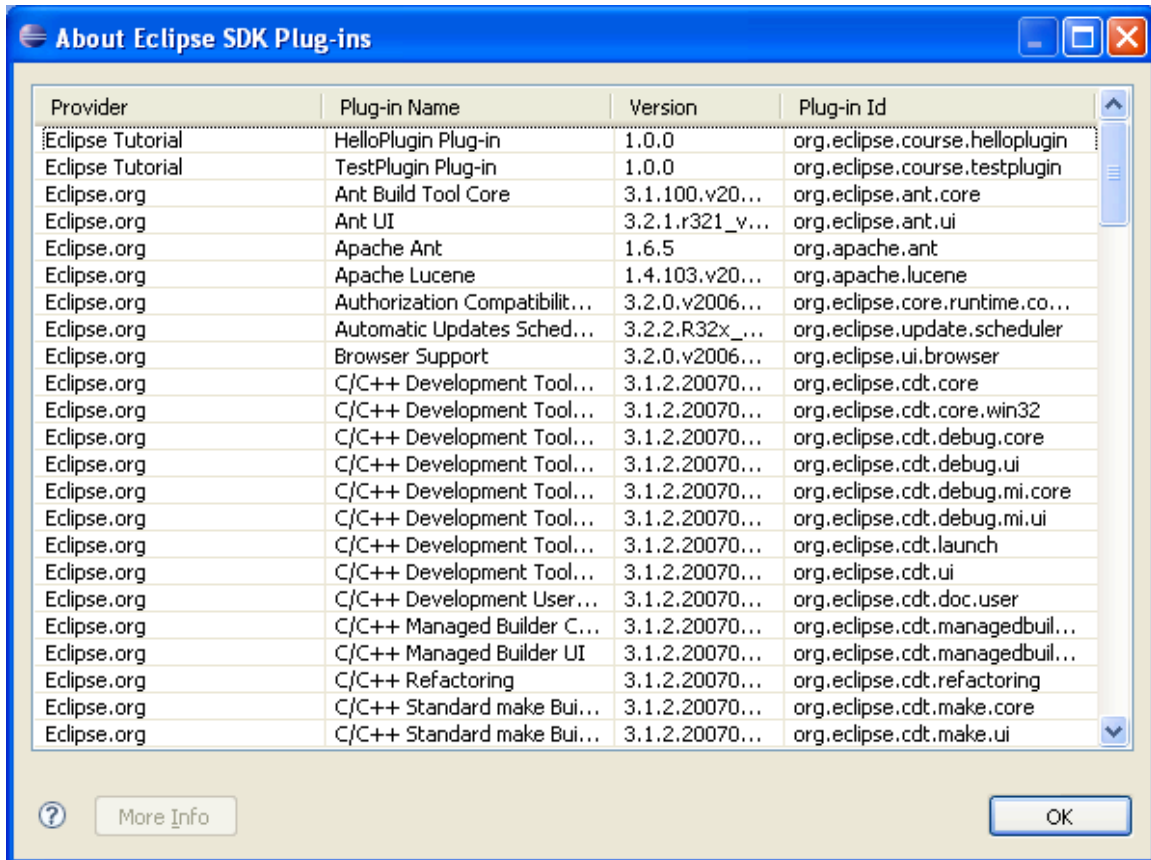 About Eclipse SDK Plug-ins
Provider Plug-in Name Version Plug-in Id
Eclipse Tutorial HelloPlugin Plug-in 1.0.0 org.eclipse.course.helloplugin
Eclipse Tutorial TestPlugin Plug-in 1.0.0 org.eclipse.course.testplugin
Eclipse.org Ant Build Tool Core 3.1.100.v20... org.eclipse.ant.core
Eclipse.org Ant UI 3.2.1.r321_v... org.eclipse.ant.ui
Eclipse.org Apache Ant 1.6.5 org.apache.ant
Eclipse.org Apache Lucene 1.4.103.v20... org.apache.lucene
Eclipse.org Authorization Compatibilit... 3.2.0.v2006... org.eclipse.core.runtime.co...
Eclipse.org Automatic Updates Sched... 3.2.2.R32x_... org.eclipse.update.scheduler
Eclipse.org Browser Support 3.2.0.v2006... org.eclipse.ui.browser
Eclipse.org C/C++ Development Tool... 3.1.2.20070... org.eclipse.cdt.core
Eclipse.org C/C++ Development Tool... 3.1.2.20070... org.eclipse.cdt.core.win32
Eclipse.org C/C++ Development Tool... 3.1.2.20070... org.eclipse.cdt.debug.core
Eclipse.org C/C++ Development Tool... 3.1.2.20070... org.eclipse.cdt.debug.ui
Eclipse.org C/C++ Development Tool... 3.1.2.20070... org.eclipse.cdt.debug.mi.core
Eclipse.org C/C++ Development Tool... 3.1.2.20070... org.eclipse.cdt.debug.mi.ui
Eclipse.org C/C++ Development Tool... 3.1.2.20070... org.eclipse.cdt.launch
Eclipse.org C/C++ Development Tool... 3.1.2.20070... org.eclipse.cdt.ui
Eclipse.org C/C++ Development User... 3.1.2.20070... org.eclipse.cdt.doc.user
Eclipse.org C/C++ Managed Builder C... 3.1.2.20070... org.eclipse.cdt.managedbuil...
Eclipse.org C/C++ Managed Builder UI 3.1.2.20070... org.eclipse.cdt.managedbuil...
Eclipse.org C/C++ Refactoring 3.1.2.20070... org.eclipse.cdt.refactoring
Eclipse.org C/C++ Standard make Bui... 3.1.2.20070... org.eclipse.cdt.make.core
Eclipse.org C/C++ Standard make Bui... 3.1.2.20070... org.eclipse.cdt.make.ui
? More Info OK